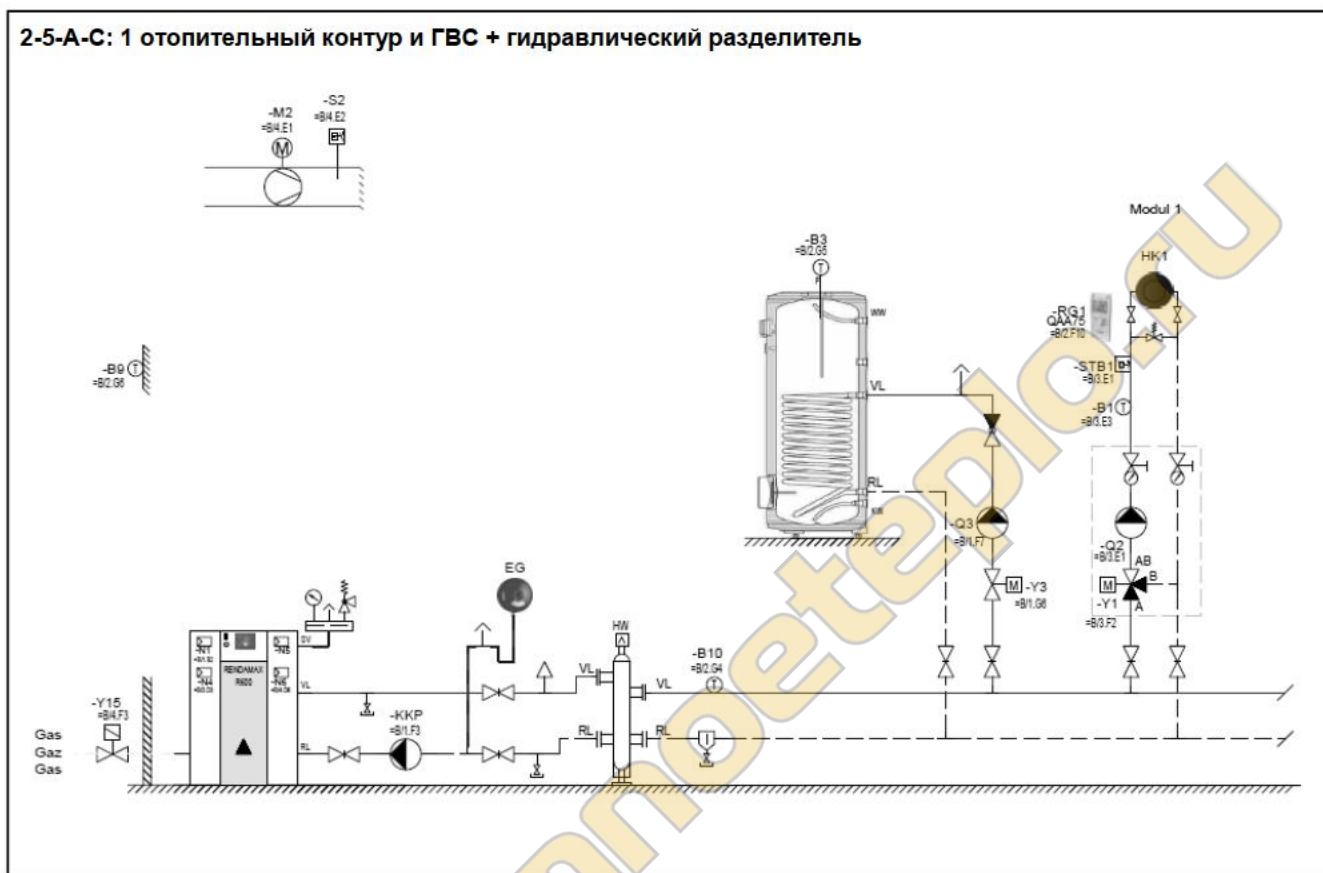 2-5-A-C: 1 отопительный контур и ГВС + гидравлический разделитель
-M2
=B/4.E1
M
-S2
=B/4.E2
Modul 1
HK1
-B3
=B/2.G5
T
WW
-RG1
QAA75
=B/2.F10
-STB1
=B/3.E1
-B9
=B/2.G6
T
VL
-B1
=B/3.E3
T
RL
KW
-Q3
=B/1.F7
-Q2
=B/3.E1
AB
B
A
M
-Y3
=B/1.G6
M
-Y1
=B/3.F2
EG
HW
-N1
-N5
SV
RENDAMAX
R600
-N4
-N6
VL
VL
VL
-B10
=B/2.G4
T
-Y15
=B/4.F3
-KKP
=B/1.F3
RL
RL
RL
Gas
Gaz
Gas
nnoeteplo.ru